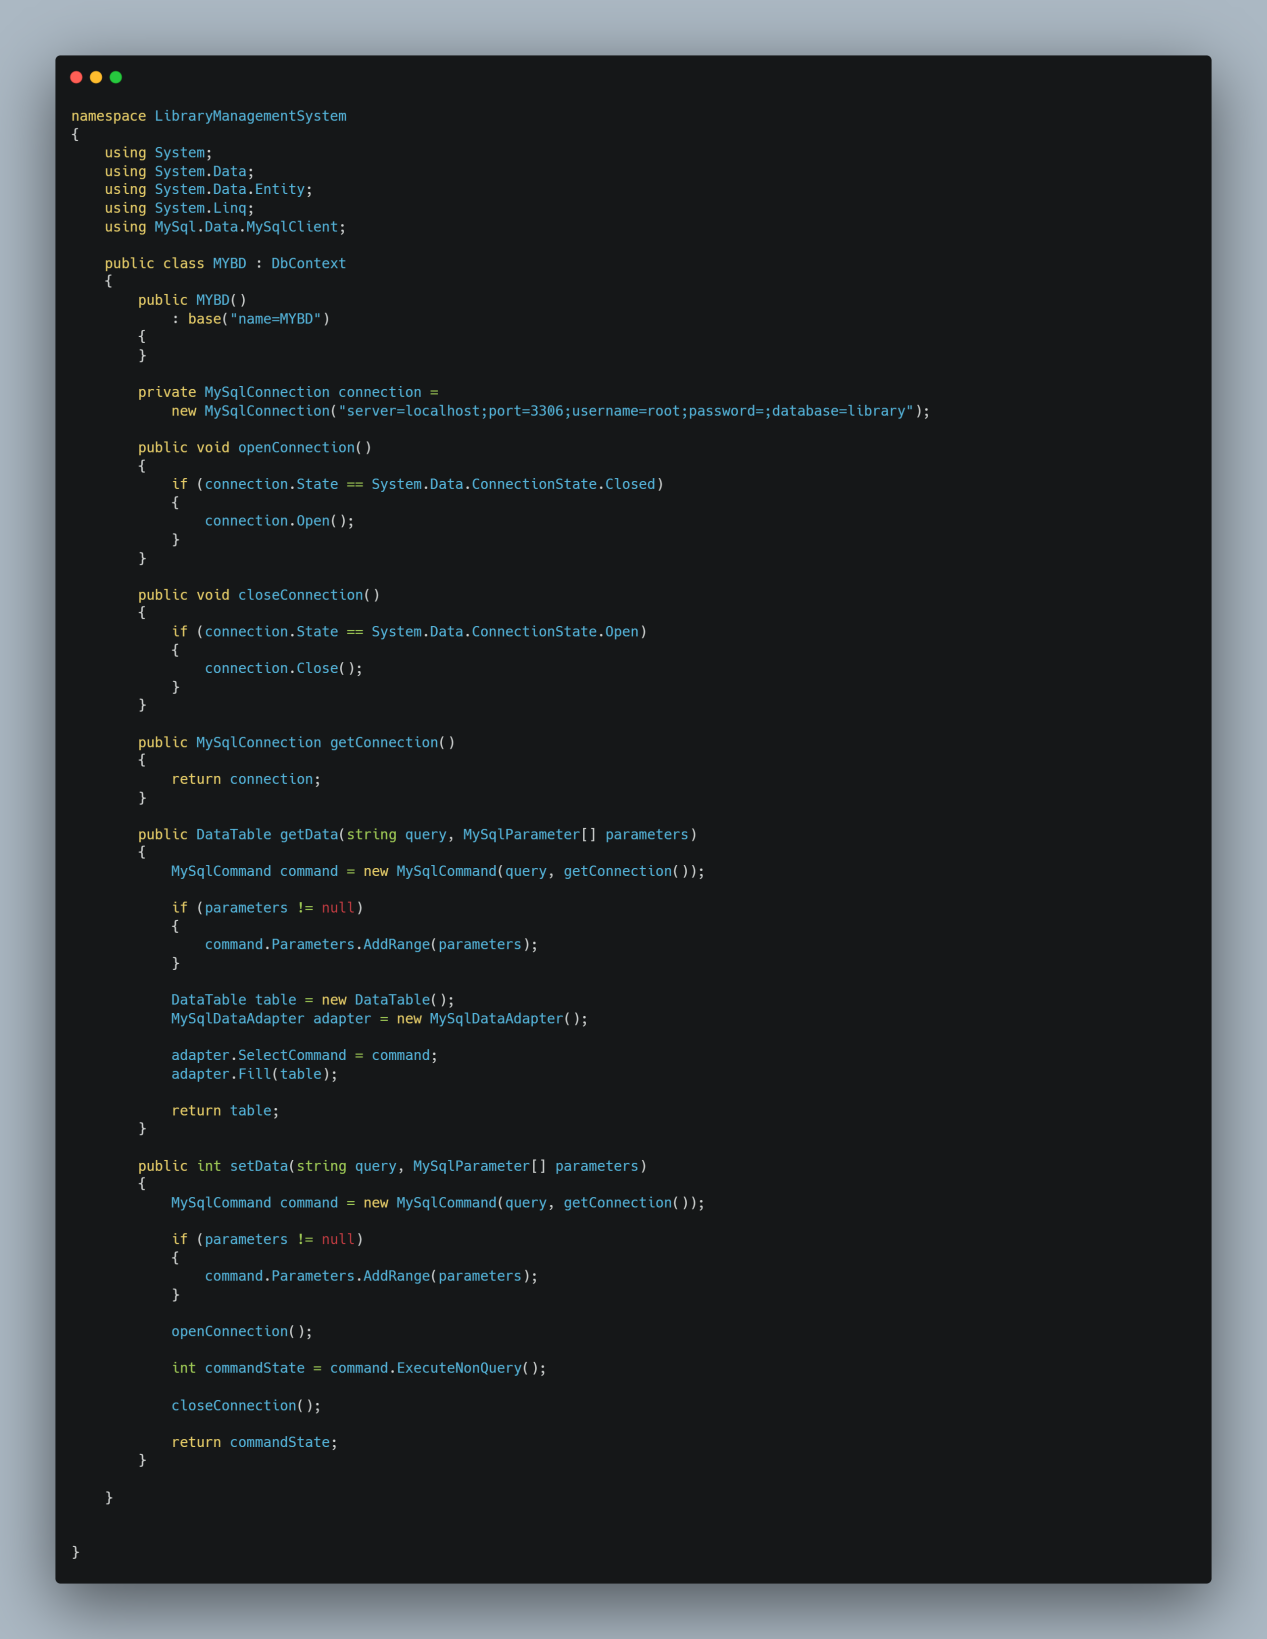 namespace LibraryManagementSystem
{
    using System;
    using System.Data;
    using System.Data.Entity;
    using System.Linq;
    using MySql.Data.MySqlClient;

    public class MYBD : DbContext
    {
        public MYBD()
            : base("name=MYBD")
        {
        }

        private MySqlConnection connection =
            new MySqlConnection("server=localhost;port=3306;username=root;password=;database=library");

        public void openConnection()
        {
            if (connection.State == System.Data.ConnectionState.Closed)
            {
                connection.Open();
            }
        }

        public void closeConnection()
        {
            if (connection.State == System.Data.ConnectionState.Open)
            {
                connection.Close();
            }
        }

        public MySqlConnection getConnection()
        {
            return connection;
        }

        public DataTable getData(string query, MySqlParameter[] parameters)
        {
            MySqlCommand command = new MySqlCommand(query, getConnection());

            if (parameters != null)
            {
                command.Parameters.AddRange(parameters);
            }

            DataTable table = new DataTable();
            MySqlDataAdapter adapter = new MySqlDataAdapter();

            adapter.SelectCommand = command;
            adapter.Fill(table);

            return table;
        }

        public int setData(string query, MySqlParameter[] parameters)
        {
            MySqlCommand command = new MySqlCommand(query, getConnection());

            if (parameters != null)
            {
                command.Parameters.AddRange(parameters);
            }

            openConnection();

            int commandState = command.ExecuteNonQuery();

            closeConnection();

            return commandState;
        }

    }


}